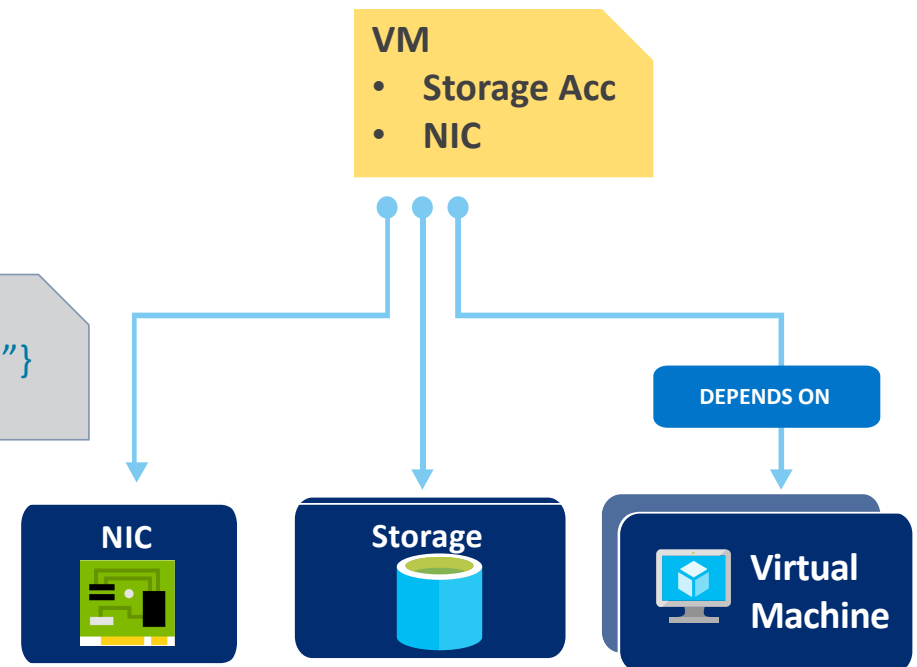 VM
• Storage Acc
• NIC
”}
DEPENDS ON
NIC
Storage
Virtual
Machine